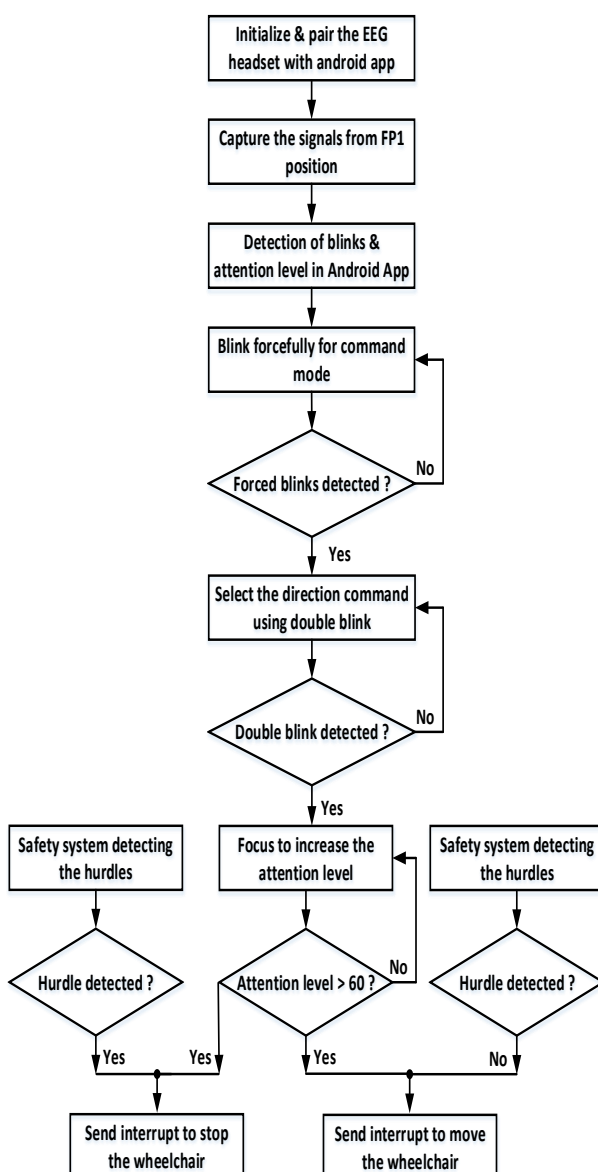 Initialize & pair the EEG
headset with android app
Capture the signals from FP1
position
Detection of blinks &
attention level in Android App
Blink forcefully for command
mode
No
Forced blinks detected ?
Yes
Select the direction command
using double blink
No
Double blink detected ?
Yes
Safety system detecting
the hurdles
Focus to increase the
attention level
Safety system detecting
the hurdles
No
Hurdle detected ?
Attention level > 60 ?
Hurdle detected ?
Yes
Yes
Yes
No
Send interrupt to stop
the wheelchair
Send interrupt to move
the wheelchair